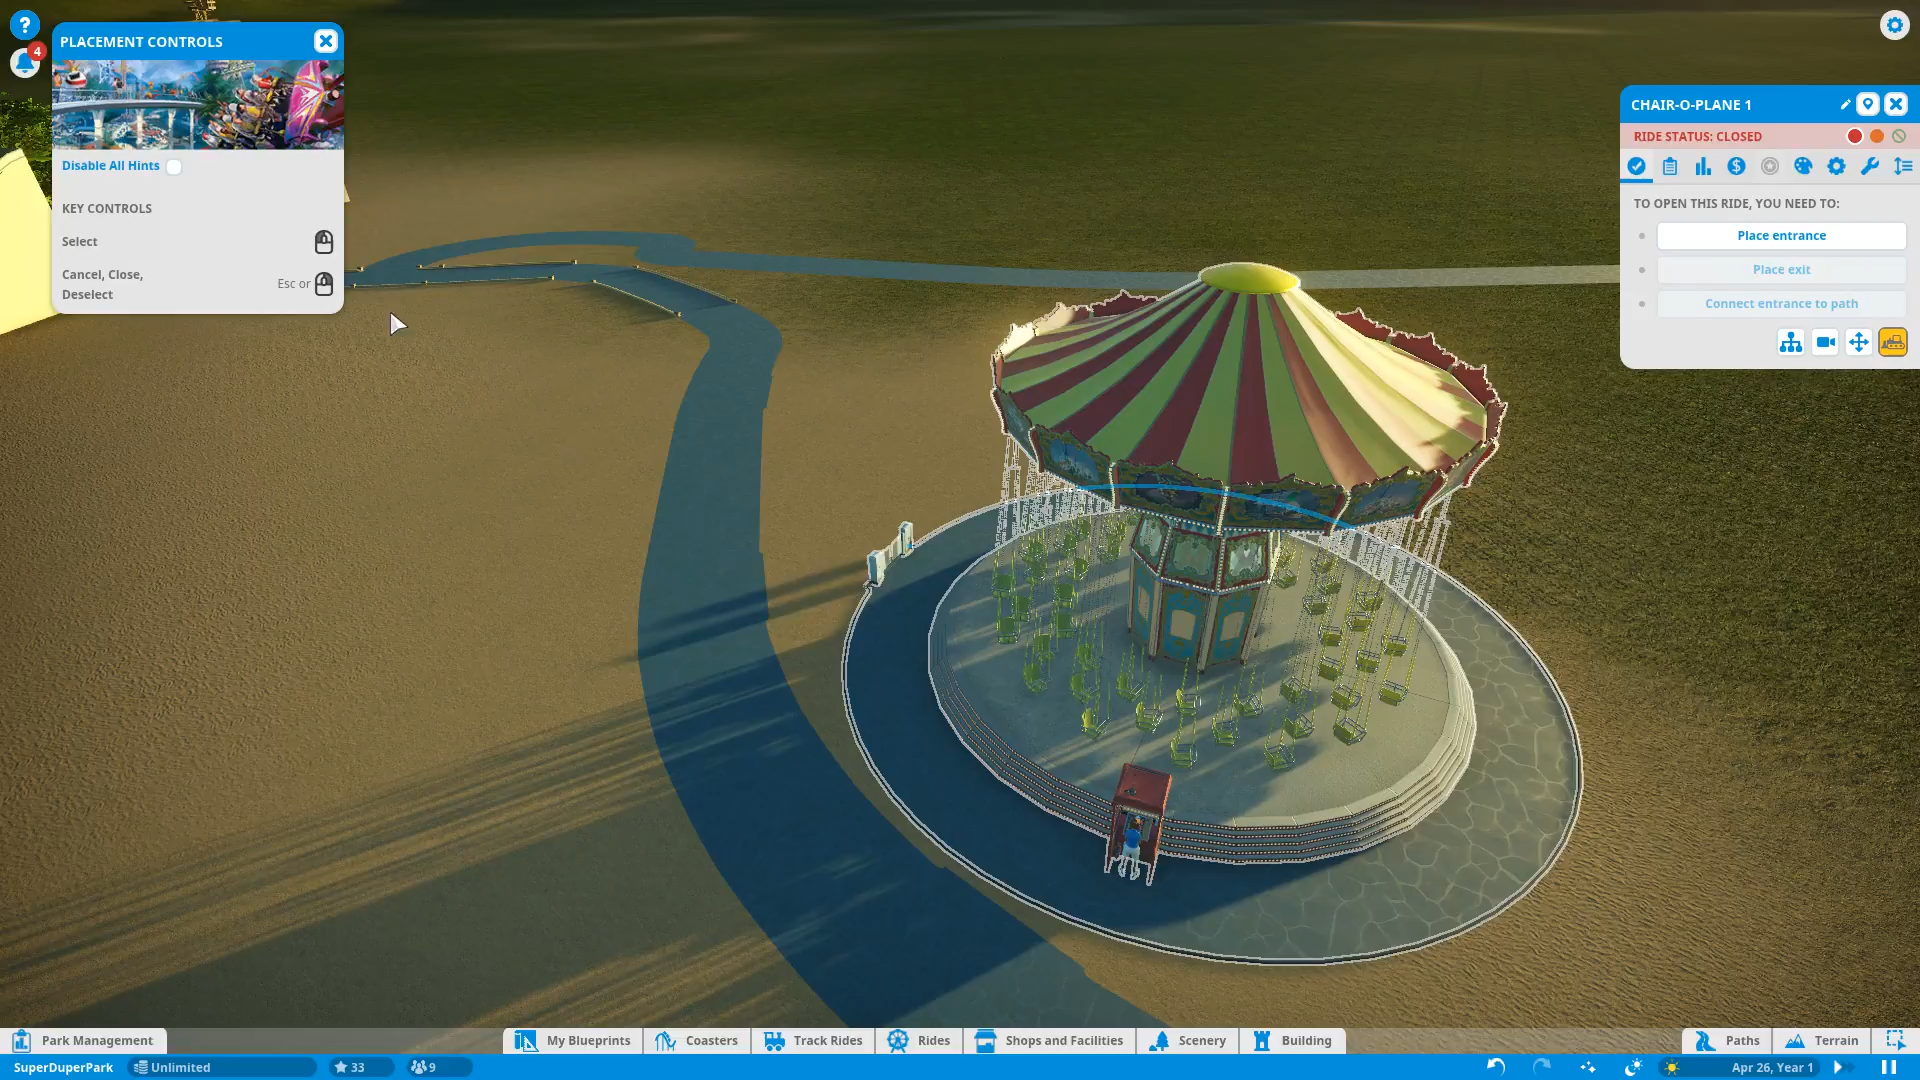 ?
4
PLACEMENT CONTROLS
Disable All Hints
KEY CONTROLS
Select
Cancel, Close,
Deselect
Esc or
CHAIR-O-PLANE 1
RIDE STATUS: CLOSED
$
TO OPEN THIS RIDE, YOU NEED TO:
Place entrance
Place exit
Connect entrance to path
Park Management
My Blueprints
Coasters
Track Rides
Rides
Shops and Facilities
Scenery
Building
Paths
Terrain
SuperDuperPark
Unlimited
33
9
Apr 26, Year 1